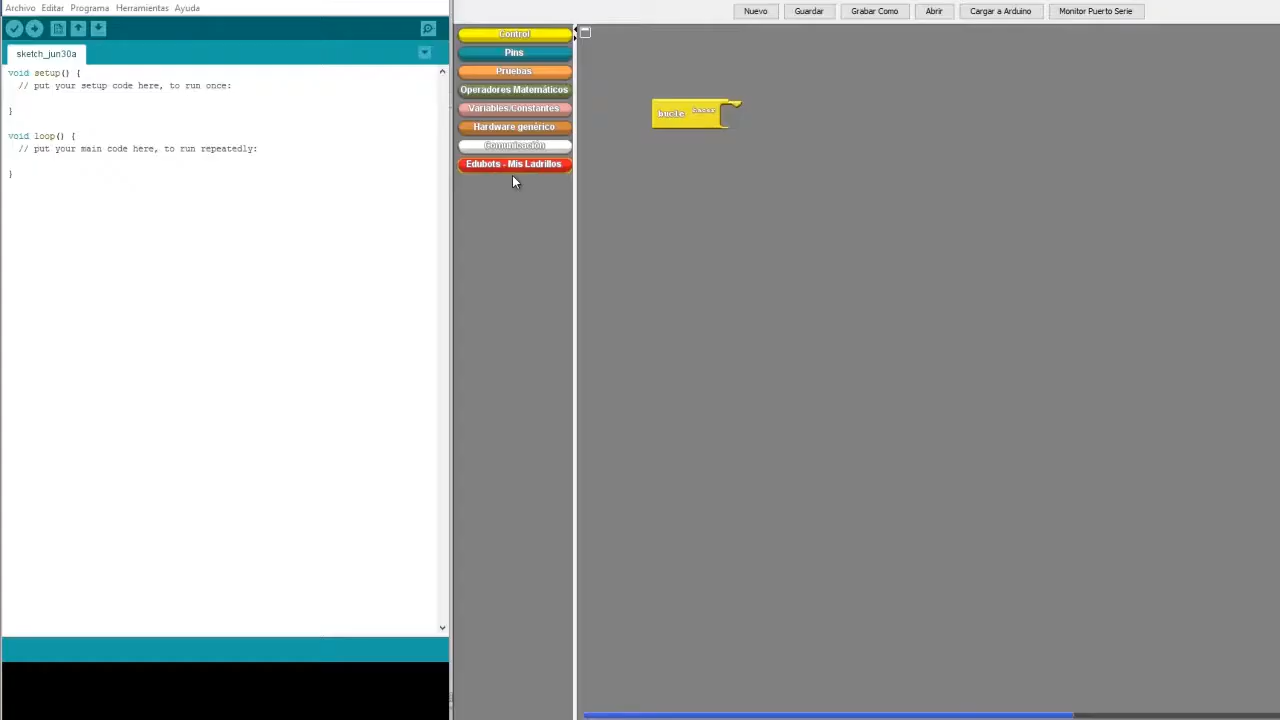 Archivo Editar Programa Herramientas Ayuda
sketch_jun30a
void setup() {
// put your setup code here, to run once:
}
void loop() {
// put your main code here, to run repeatedly:
}
Nuevo Guardar Grabar Como Abrir Cargar a Arduino Monitor Puerto Serie
Control
Pins
Pruebas
Operadores Matemáticos
Variables/Constantes
Hardware genérico
Comunicación
Edubots - Mis Ladrillos
bucle